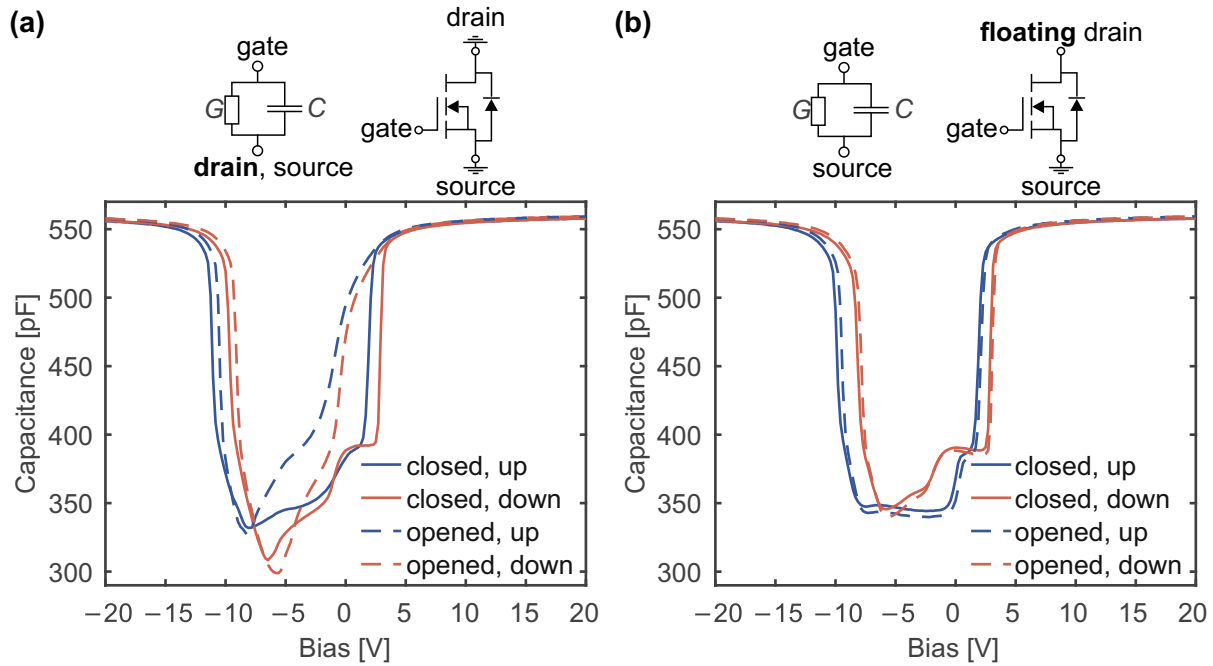 (a)
gate
G
C
drain, source
drain
gate
source
Capacitance [pF]
550
500
450
400
350
300
closed, up
closed, down
opened, up
opened, down
−20
−15
−10
−5
0
5
10
15
20
Bias [V]
(b)
gate
G
C
source
floating drain
gate
source
Capacitance [pF]
550
500
450
400
350
300
closed, up
closed, down
opened, up
opened, down
−20
−15
−10
−5
0
5
10
15
20
Bias [V]